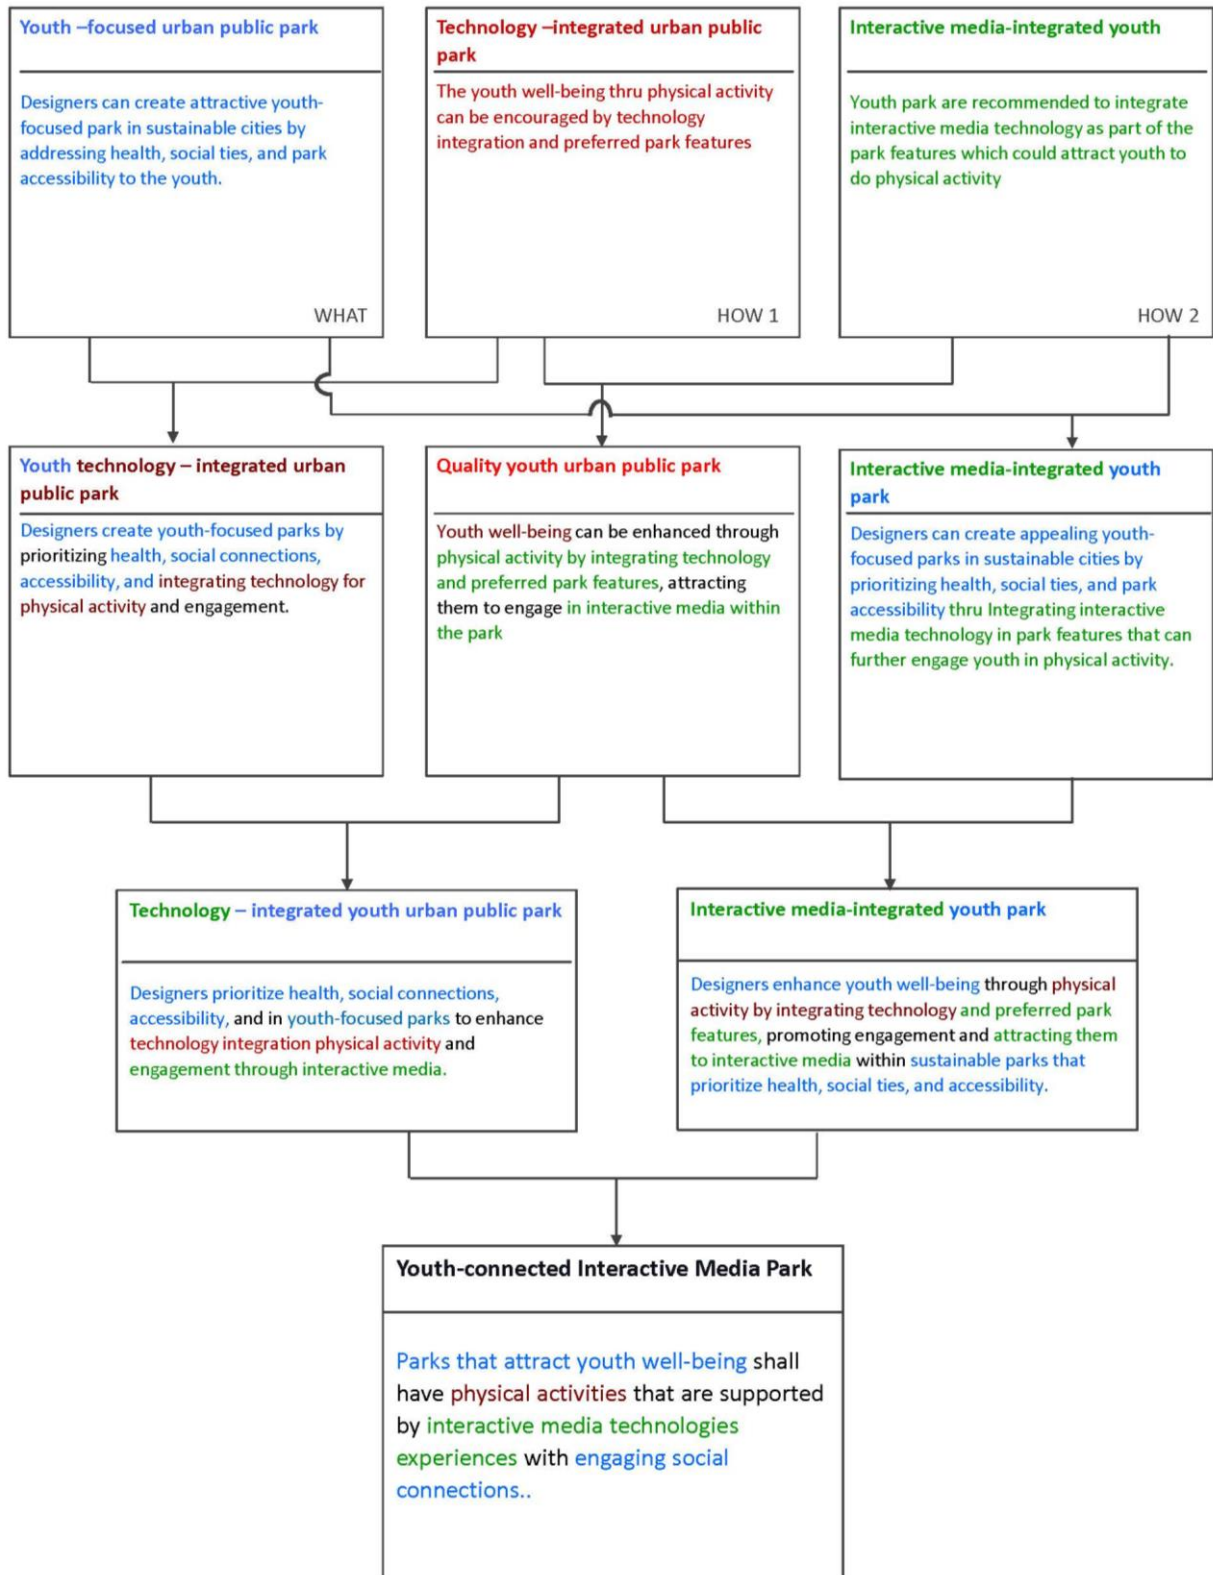 Youth –focused urban public park
Designers can create attractive youth-
focused park in sustainable cities by
addressing health, social ties, and park
accessibility to the youth.
WHAT
Technology –integrated urban public
park
The youth well-being thru physical activity
can be encouraged by technology
integration and preferred park features
HOW 1
Interactive media-integrated youth
Youth park are recommended to integrate
interactive media technology as part of the
park features which could attract youth to
do physical activity
HOW 2
Youth technology – integrated urban
public park
Designers create youth-focused parks by
prioritizing health, social connections,
accessibility, and integrating technology for
physical activity and engagement.
Quality youth urban public park
Youth well-being can be enhanced through
physical activity by integrating technology
and preferred park features, attracting
them to engage in interactive media within
the park
Interactive media-integrated youth
park
Designers can create appealing youth-
focused parks in sustainable cities by
prioritizing health, social ties, and park
accessibility thru Integrating interactive
media technology in park features that can
further engage youth in physical activity.
Technology – integrated youth urban public park
Designers prioritize health, social connections,
accessibility, and in youth-focused parks to enhance
technology integration physical activity and
engagement through interactive media.
Interactive media-integrated youth park
Designers enhance youth well-being through physical
activity by integrating technology and preferred park
features, promoting engagement and attracting them
to interactive media within sustainable parks that
prioritize health, social ties, and accessibility.
Youth-connected Interactive Media Park
Parks that attract youth well-being shall
have physical activities that are supported
by interactive media technologies
experiences with engaging social
connections..